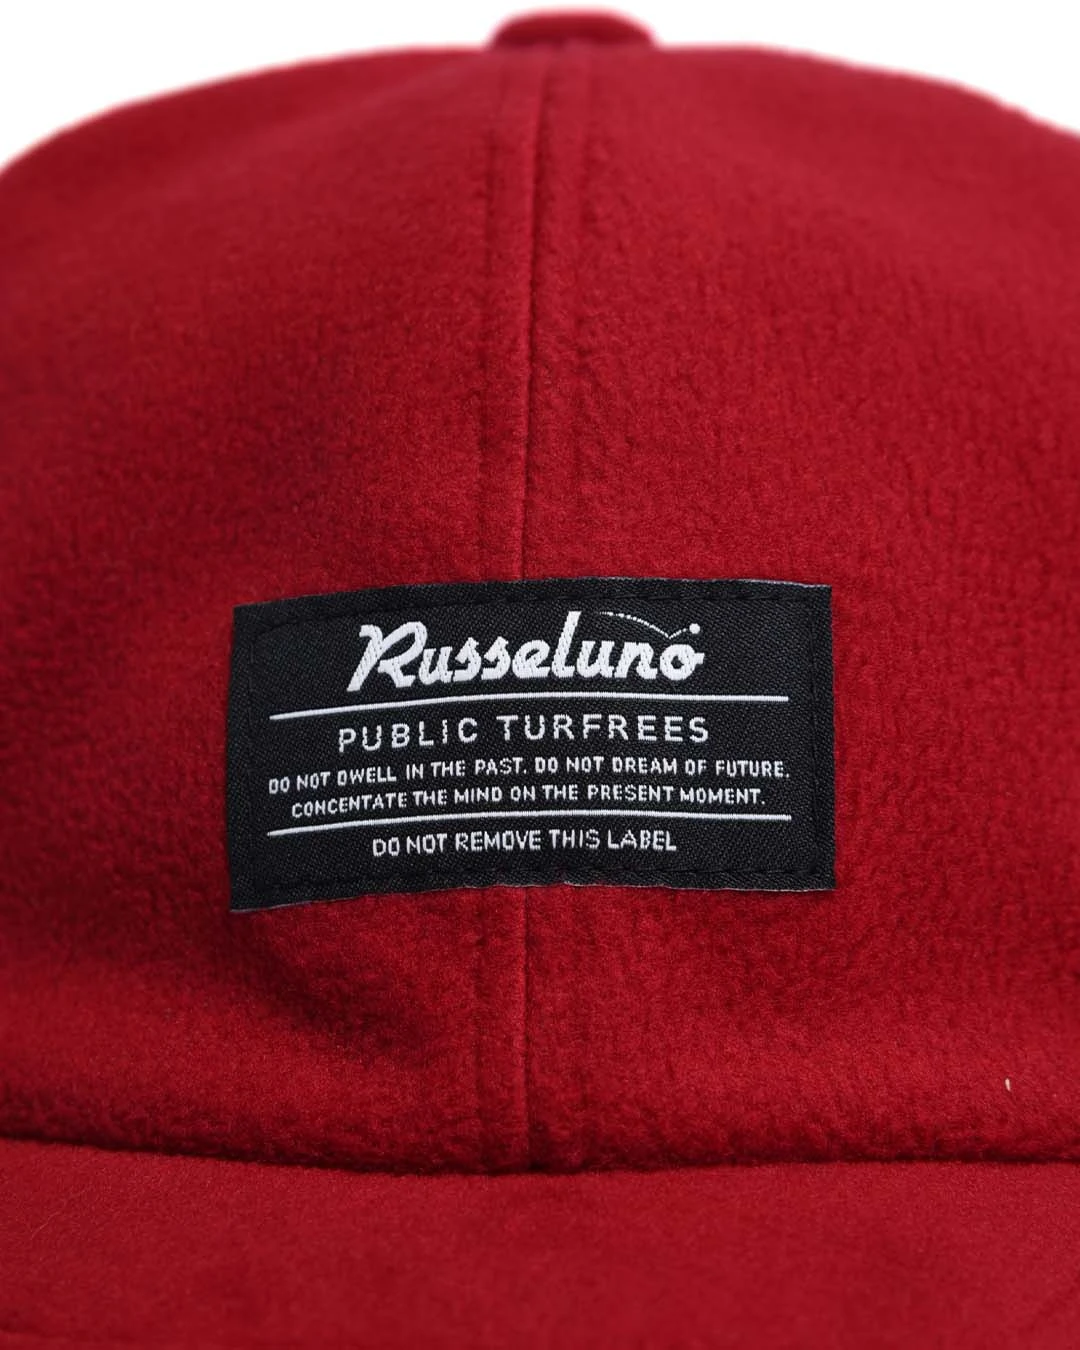 Russeluno
PUBLIC TURFREES
DO NOT DWELL IN THE PAST. DO NOT DREAM OF FUTURE.
CONCENTATE THE MIND ON THE PRESENT MOMENT.
DO NOT REMOVE THIS LABEL